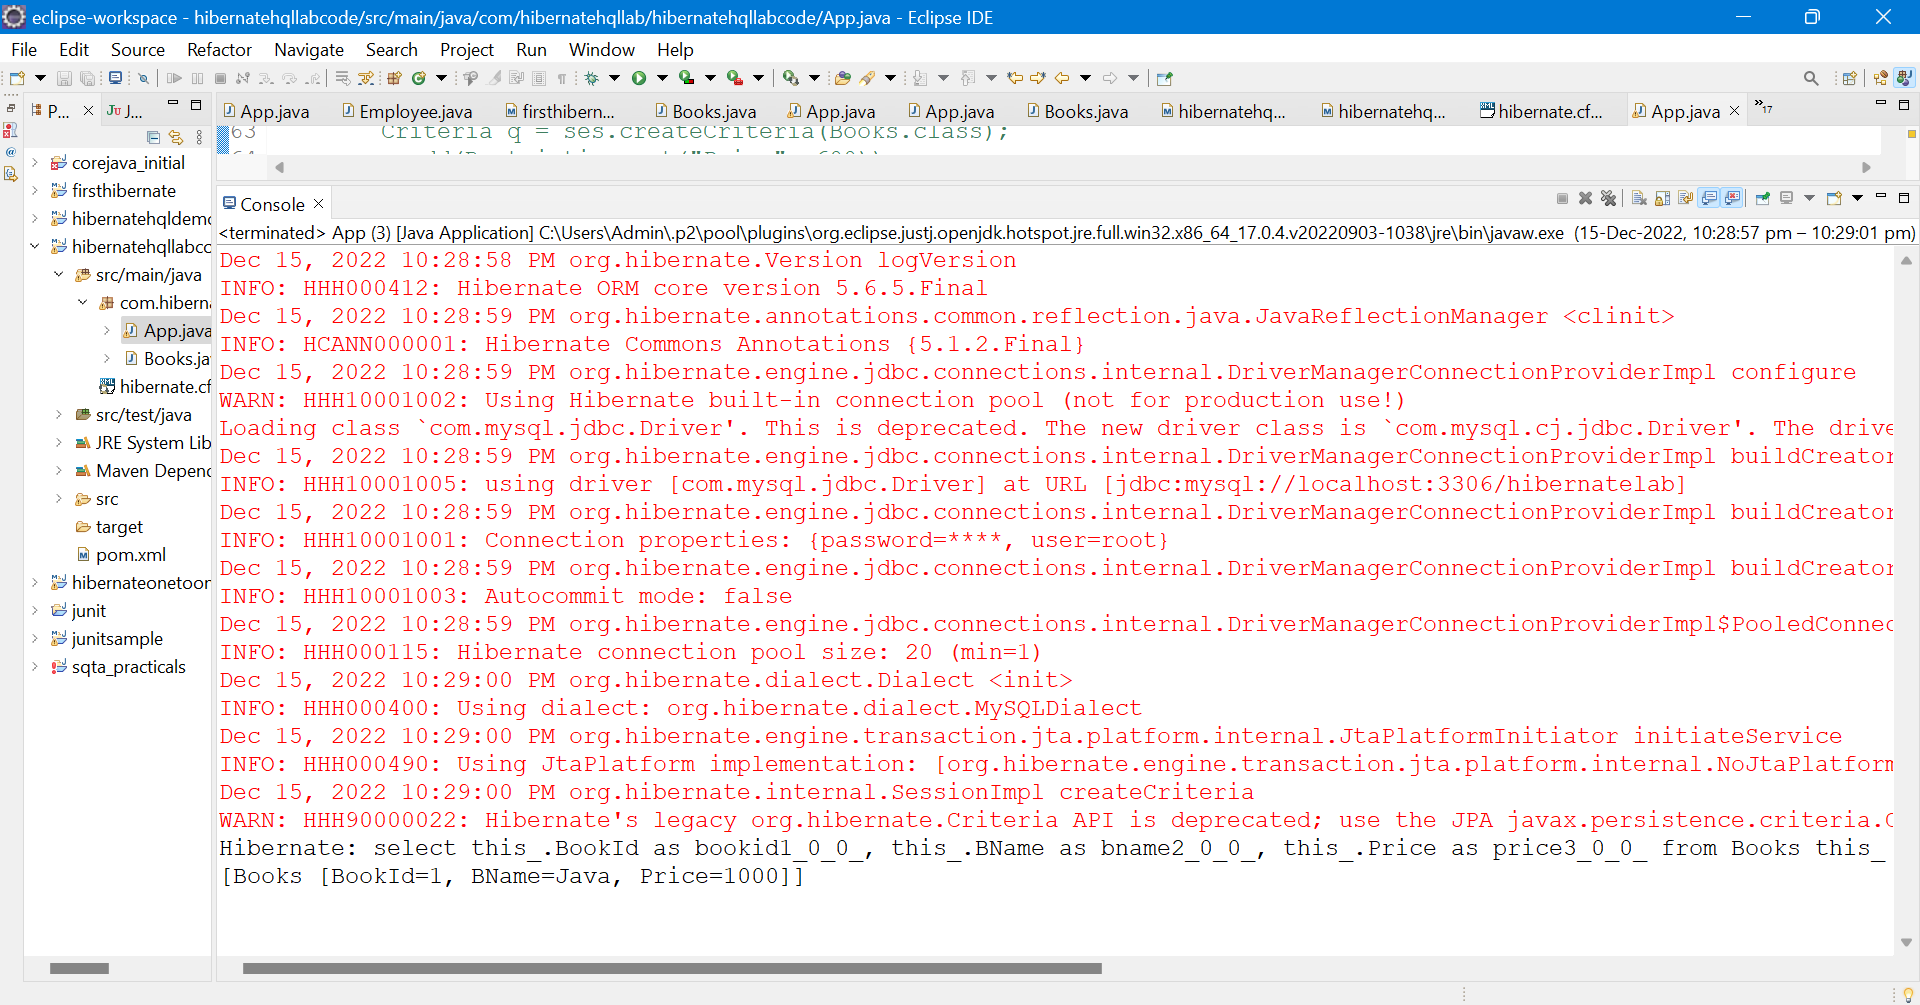 eclipse-workspace - hibernatehqllabcode/src/main/java/com/hibernatehqllab/hibernatehqllabcode/App.java - Eclipse IDE
File Edit Source Refactor Navigate Search Project Run Window Help
P... J... App.java Employee.java firsthibern... Books.java App.java App.java Books.java hibernatehq... hibernatehq... hibernate.cf... App.java 17
63 Criteria q = ses.createCriteria(Books.class);
corejava_initial
firsthibernate
hibernatehqldemo
hibernatehqllabco
src/main/java
com.hiberna
App.java
Books.ja
hibernate.cf
src/test/java
JRE System Lib
Maven Depend
src
target
pom.xml
hibernateonetoon
junit
junitsample
sqta_practicals
Console
<terminated> App (3) [Java Application] C:\Users\Admin\.p2\pool\plugins\org.eclipse.justj.openjdk.hotspot.jre.full.win32.x86_64_17.0.4.v20220903-1038\jre\bin\javaw.exe (15-Dec-2022, 10:28:57 pm – 10:29:01 pm)
Dec 15, 2022 10:28:58 PM org.hibernate.Version logVersion
INFO: HHH000412: Hibernate ORM core version 5.6.5.Final
Dec 15, 2022 10:28:59 PM org.hibernate.annotations.common.reflection.java.JavaReflectionManager <clinit>
INFO: HCANN000001: Hibernate Commons Annotations {5.1.2.Final}
Dec 15, 2022 10:28:59 PM org.hibernate.engine.jdbc.connections.internal.DriverManagerConnectionProviderImpl configure
WARN: HHH10001002: Using Hibernate built-in connection pool (not for production use!)
Loading class `com.mysql.jdbc.Driver'. This is deprecated. The new driver class is `com.mysql.cj.jdbc.Driver'. The drive
Dec 15, 2022 10:28:59 PM org.hibernate.engine.jdbc.connections.internal.DriverManagerConnectionProviderImpl buildCreator
INFO: HHH10001005: using driver [com.mysql.jdbc.Driver] at URL [jdbc:mysql://localhost:3306/hibernatelab]
Dec 15, 2022 10:28:59 PM org.hibernate.engine.jdbc.connections.internal.DriverManagerConnectionProviderImpl buildCreator
INFO: HHH10001001: Connection properties: {password=****, user=root}
Dec 15, 2022 10:28:59 PM org.hibernate.engine.jdbc.connections.internal.DriverManagerConnectionProviderImpl buildCreator
INFO: HHH10001003: Autocommit mode: false
Dec 15, 2022 10:28:59 PM org.hibernate.engine.jdbc.connections.internal.DriverManagerConnectionProviderImpl$PooledConnec
INFO: HHH000115: Hibernate connection pool size: 20 (min=1)
Dec 15, 2022 10:29:00 PM org.hibernate.dialect.Dialect <init>
INFO: HHH000400: Using dialect: org.hibernate.dialect.MySQLDialect
Dec 15, 2022 10:29:00 PM org.hibernate.engine.transaction.jta.platform.internal.JtaPlatformInitiator initiateService
INFO: HHH000490: Using JtaPlatform implementation: [org.hibernate.engine.transaction.jta.platform.internal.NoJtaPlatform
Dec 15, 2022 10:29:00 PM org.hibernate.internal.SessionImpl createCriteria
WARN: HHH90000022: Hibernate's legacy org.hibernate.Criteria API is deprecated; use the JPA javax.persistence.criteria.C
Hibernate: select this_.BookId as bookid1_0_0_, this_.BName as bname2_0_0_, this_.Price as price3_0_0_ from Books this_
[Books [BookId=1, BName=Java, Price=1000]]